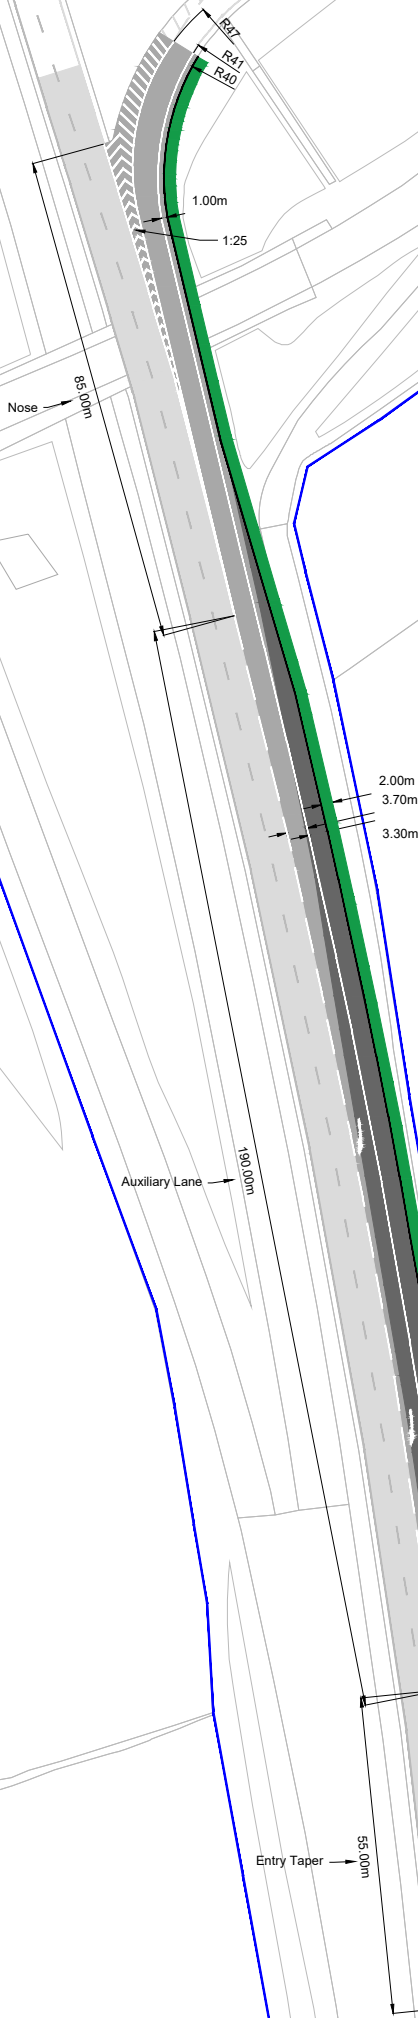 R47
R41
R40
1.00m
1:25
85.00m
Nose
2.00m
3.70m
3.30m
190.00m
Auxiliary Lane
55.00m
Entry Taper